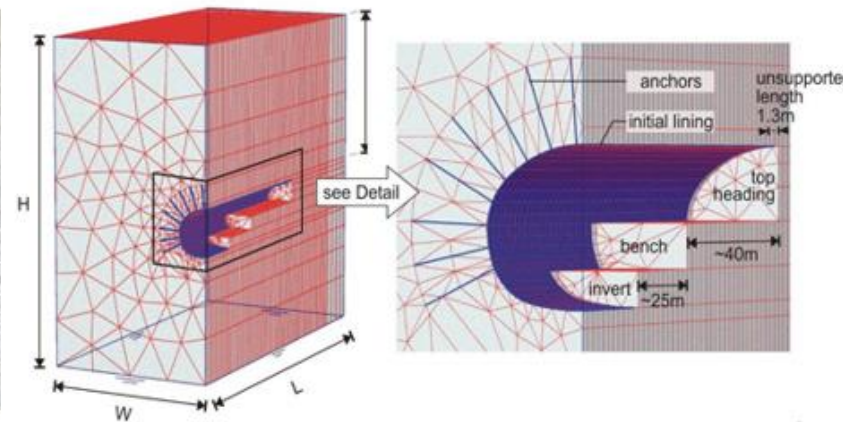 H
W
L
see Detail
anchors
initial lining
unsupporte
length
1.3m
top
heading
bench
~40m
invert
~25m